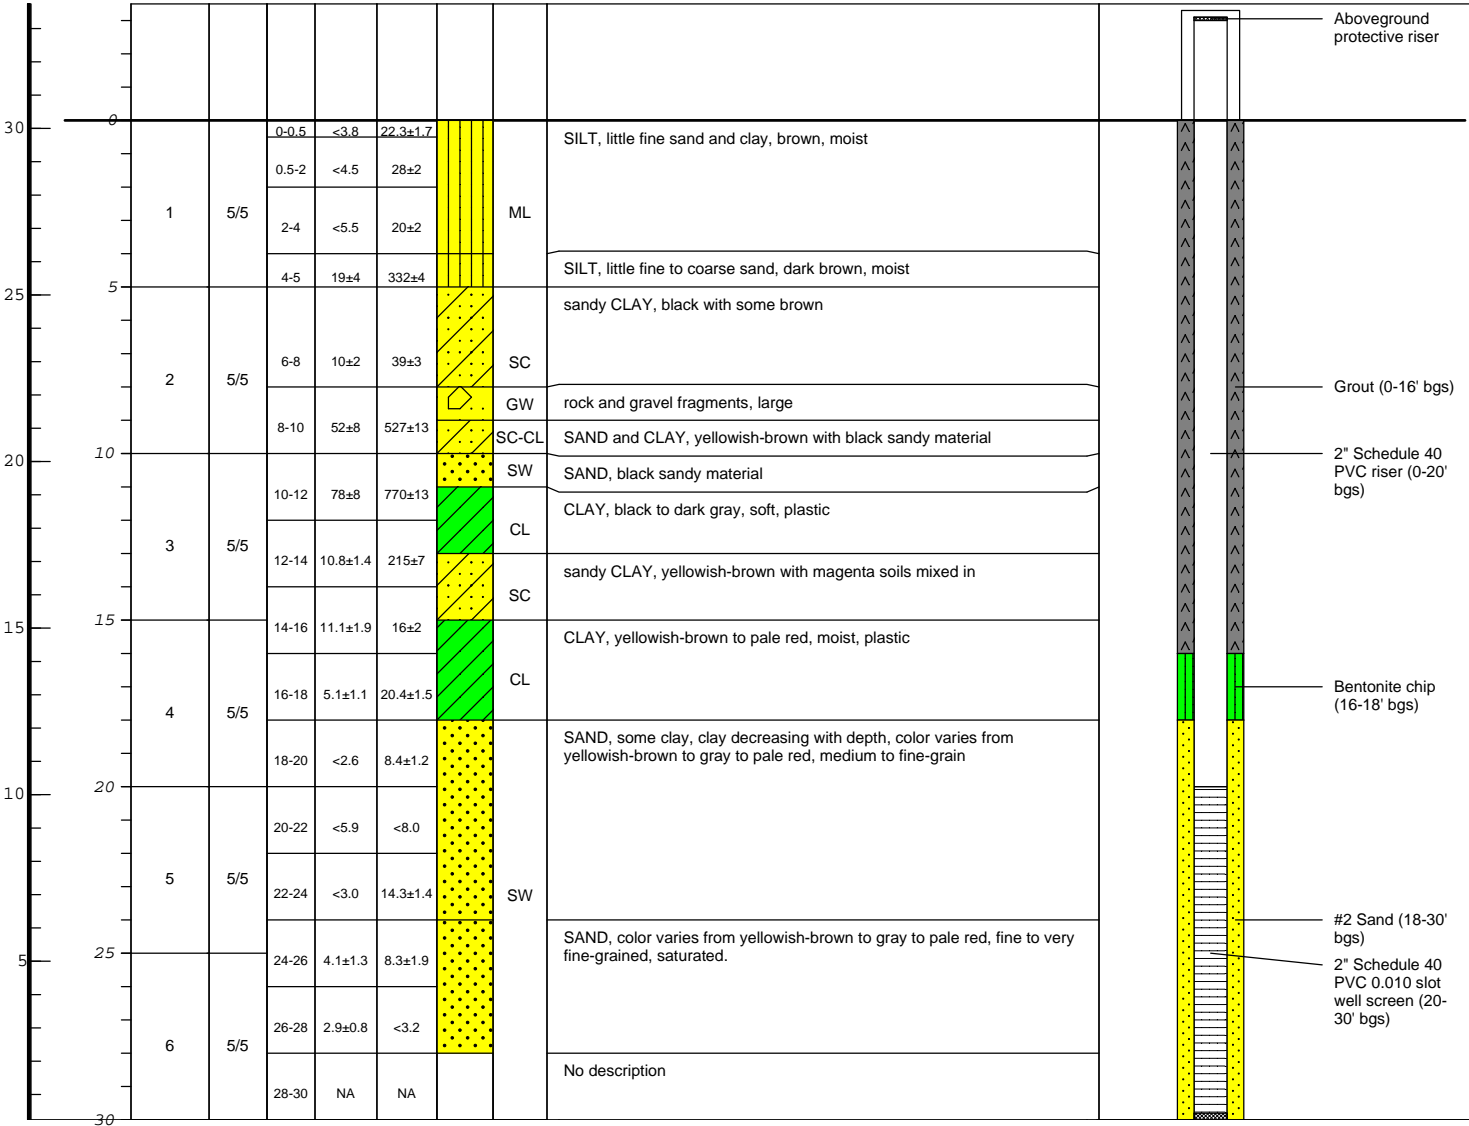 Aboveground
protective riser
30
0
0-0.5 <3.8 22.3±1.7
SILT, little fine sand and clay, brown, moist
0.5-2 <4.5 28±2
1 5/5
2-4 <5.5 20±2
ML
4-5 19±4 332±4
SILT, little fine to coarse sand, dark brown, moist
25
5
sandy CLAY, black with some brown
6-8 10±2 39±3
SC
2 5/5
Grout (0-16' bgs)
GW
rock and gravel fragments, large
8-10 52±8 527±13
SC-CL
SAND and CLAY, yellowish-brown with black sandy material
20
10
2" Schedule 40
PVC riser (0-20'
bgs)
SW
SAND, black sandy material
10-12 78±8 770±13
CLAY, black to dark gray, soft, plastic
CL
3 5/5
12-14 10.8±1.4 215±7
sandy CLAY, yellowish-brown with magenta soils mixed in
SC
15
15
14-16 11.1±1.9 16±2
CLAY, yellowish-brown to pale red, moist, plastic
CL
16-18 5.1±1.1 20.4±1.5
Bentonite chip
(16-18' bgs)
4 5/5
SAND, some clay, clay decreasing with depth, color varies from
yellowish-brown to gray to pale red, medium to fine-grain
18-20 <2.6 8.4±1.2
10
20
20-22 <5.9 <8.0
5 5/5
22-24 <3.0 14.3±1.4
SW
#2 Sand (18-30'
bgs)
SAND, color varies from yellowish-brown to gray to pale red, fine to very
fine-grained, saturated.
5
25
24-26 4.1±1.3 8.3±1.9
2" Schedule 40
PVC 0.010 slot
well screen (20-
30' bgs)
26-28 2.9±0.8 <3.2
6 5/5
No description
28-30 NA NA
30